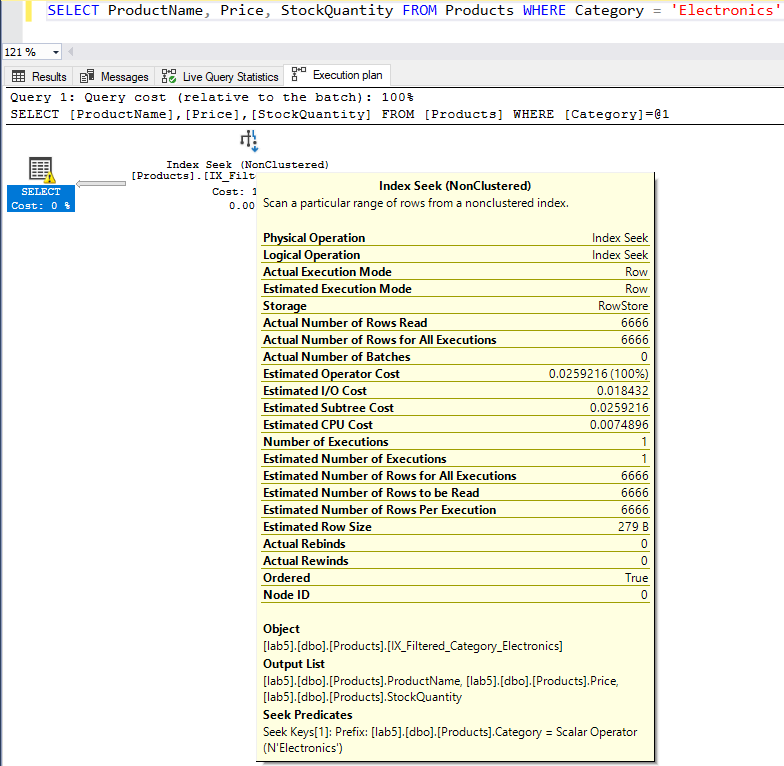 SELECT ProductName, Price, StockQuantity FROM Products WHERE Category = 'Electronics'
121 %
Results Messages Live Query Statistics Execution plan
Query 1: Query cost (relative to the batch): 100%
SELECT [ProductName],[Price],[StockQuantity] FROM [Products] WHERE [Category]=@1
SELECT
Cost: 0 %
Index Seek (NonClustered)
[Products].[IX_Filt
Cost: 1
0.00
Index Seek (NonClustered)
Scan a particular range of rows from a nonclustered index.
Physical Operation Index Seek
Logical Operation Index Seek
Actual Execution Mode Row
Estimated Execution Mode Row
Storage RowStore
Actual Number of Rows Read 6666
Actual Number of Rows for All Executions 6666
Actual Number of Batches 0
Estimated Operator Cost 0.0259216 (100%)
Estimated I/O Cost 0.018432
Estimated Subtree Cost 0.0259216
Estimated CPU Cost 0.0074896
Number of Executions 1
Estimated Number of Executions 1
Estimated Number of Rows for All Executions 6666
Estimated Number of Rows to be Read 6666
Estimated Number of Rows Per Execution 6666
Estimated Row Size 279 B
Actual Rebinds 0
Actual Rewinds 0
Ordered True
Node ID 0
Object
[lab5].[dbo].[Products].[IX_Filtered_Category_Electronics]
Output List
[lab5].[dbo].[Products].ProductName, [lab5].[dbo].[Products].Price,
[lab5].[dbo].[Products].StockQuantity
Seek Predicates
Seek Keys[1]: Prefix: [lab5].[dbo].[Products].Category = Scalar Operator
(N'Electronics')